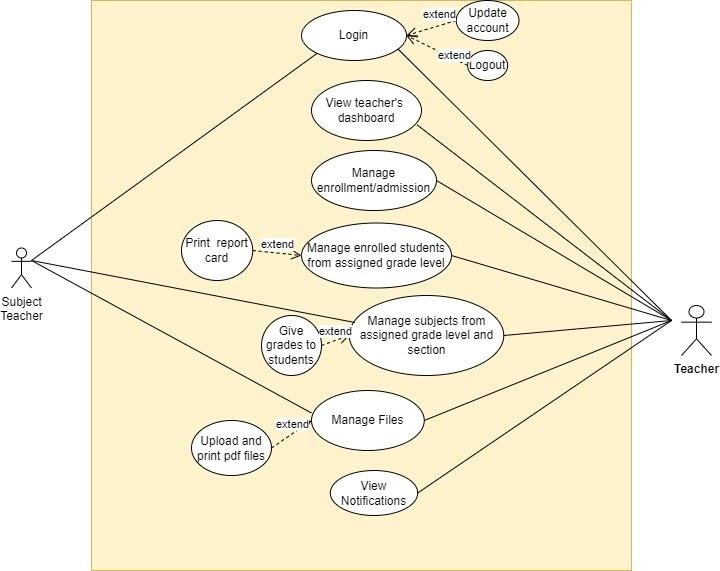 Login
extend
Update
account
extend
Logout
View teacher's
dashboard
Manage
enrollment/admission
Print report
card
extend
Manage enrolled students
from assigned grade level
Subject
Teacher
Give
grades to
students
extend
Manage subjects from
assigned grade level and
section
Teacher
Manage Files
extend
Upload and
print pdf files
View
Notifications